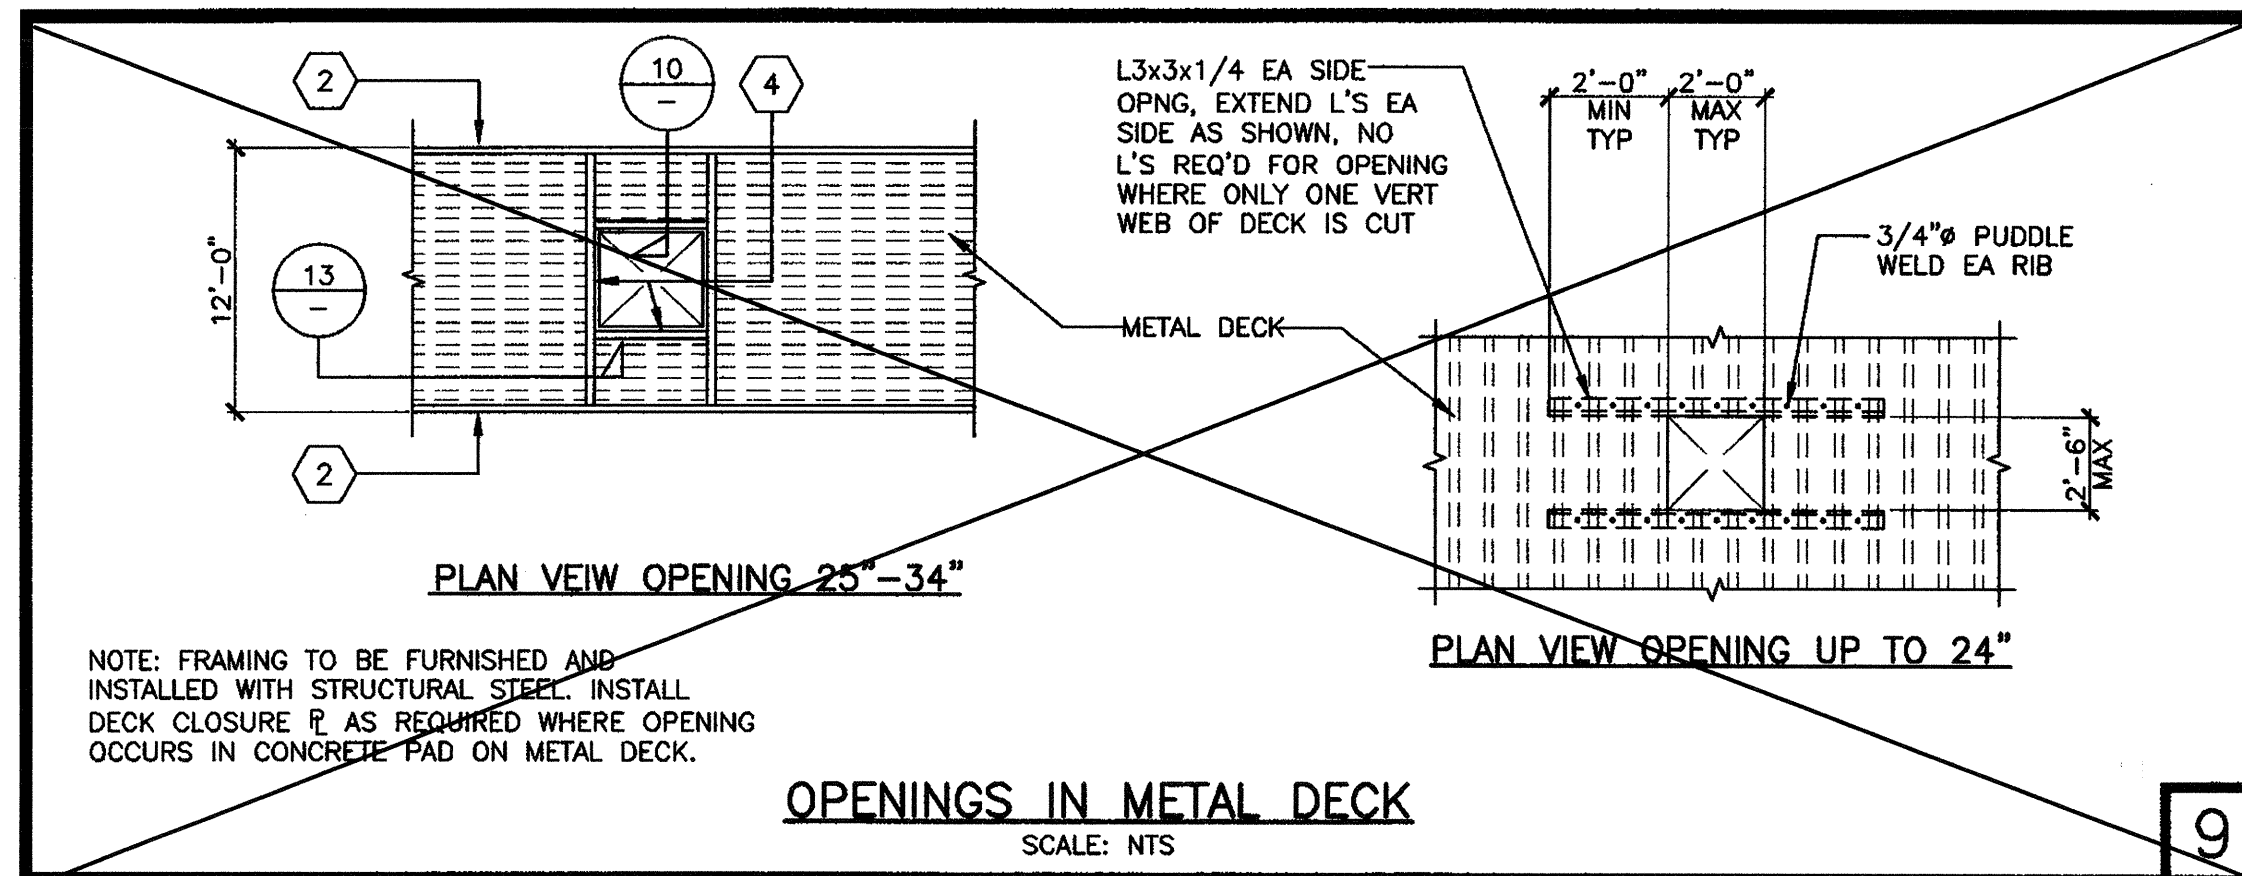 2
10
–
4
12'-0"
13
–
2
PLAN VEIW OPENING 25"-34"
NOTE: FRAMING TO BE FURNISHED AND
INSTALLED WITH STRUCTURAL STEEL. INSTALL
DECK CLOSURE ⅊ AS REQUIRED WHERE OPENING
OCCURS IN CONCRETE PAD ON METAL DECK.
L3x3x1/4 EA SIDE
OPNG, EXTEND L'S EA
SIDE AS SHOWN, NO
L'S REQ'D FOR OPENING
WHERE ONLY ONE VERT
WEB OF DECK IS CUT
METAL DECK
2'-0"
MIN
TYP
2'-0"
MAX
TYP
3/4"ø PUDDLE
WELD EA RIB
2'-6"
MAX
PLAN VIEW OPENING UP TO 24"
OPENINGS IN METAL DECK
SCALE: NTS
9